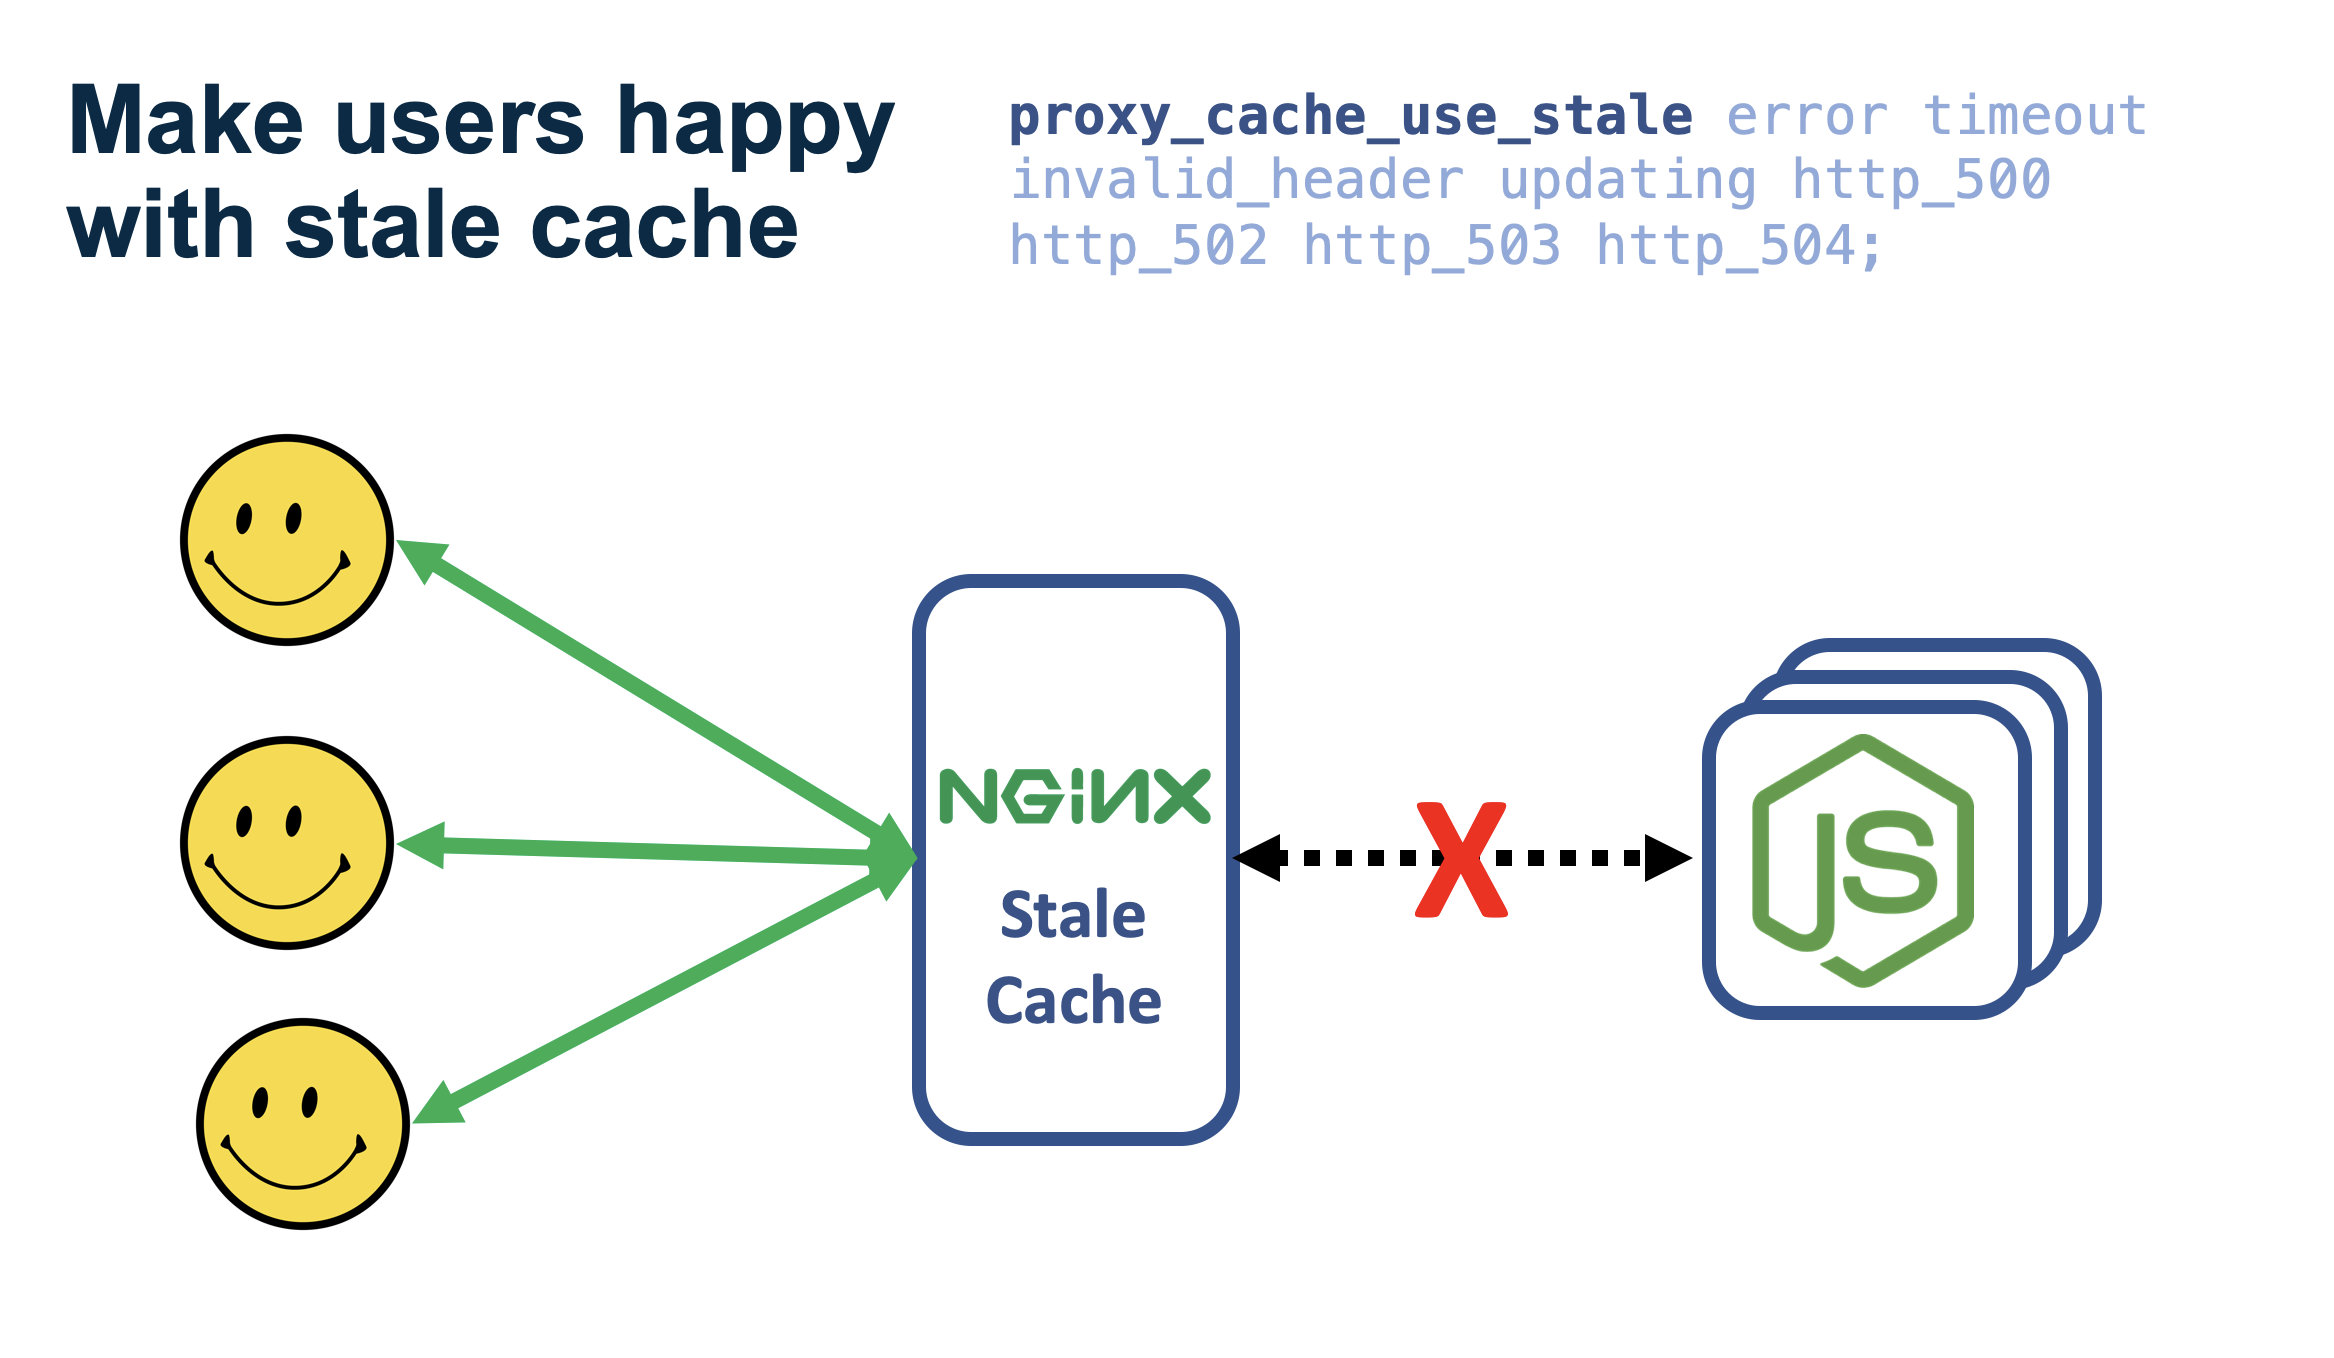 Make users happy
with stale cache
proxy_cache_use_stale error timeout
invalid_header updating http_500
http_502 http_503 http_504;
NGINX
Stale
Cache
X
JS